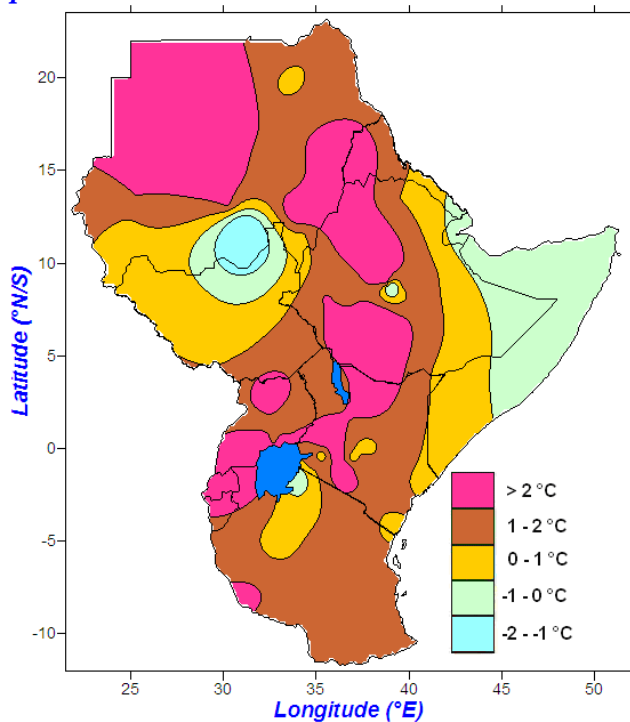 20
15
10
5
0
-5
-10
Latitude (°N/S)
> 2 °C
1 - 2 °C
0 - 1 °C
-1 - 0 °C
-2 - -1 °C
25 30 35 40 45 50
Longitude (°E)